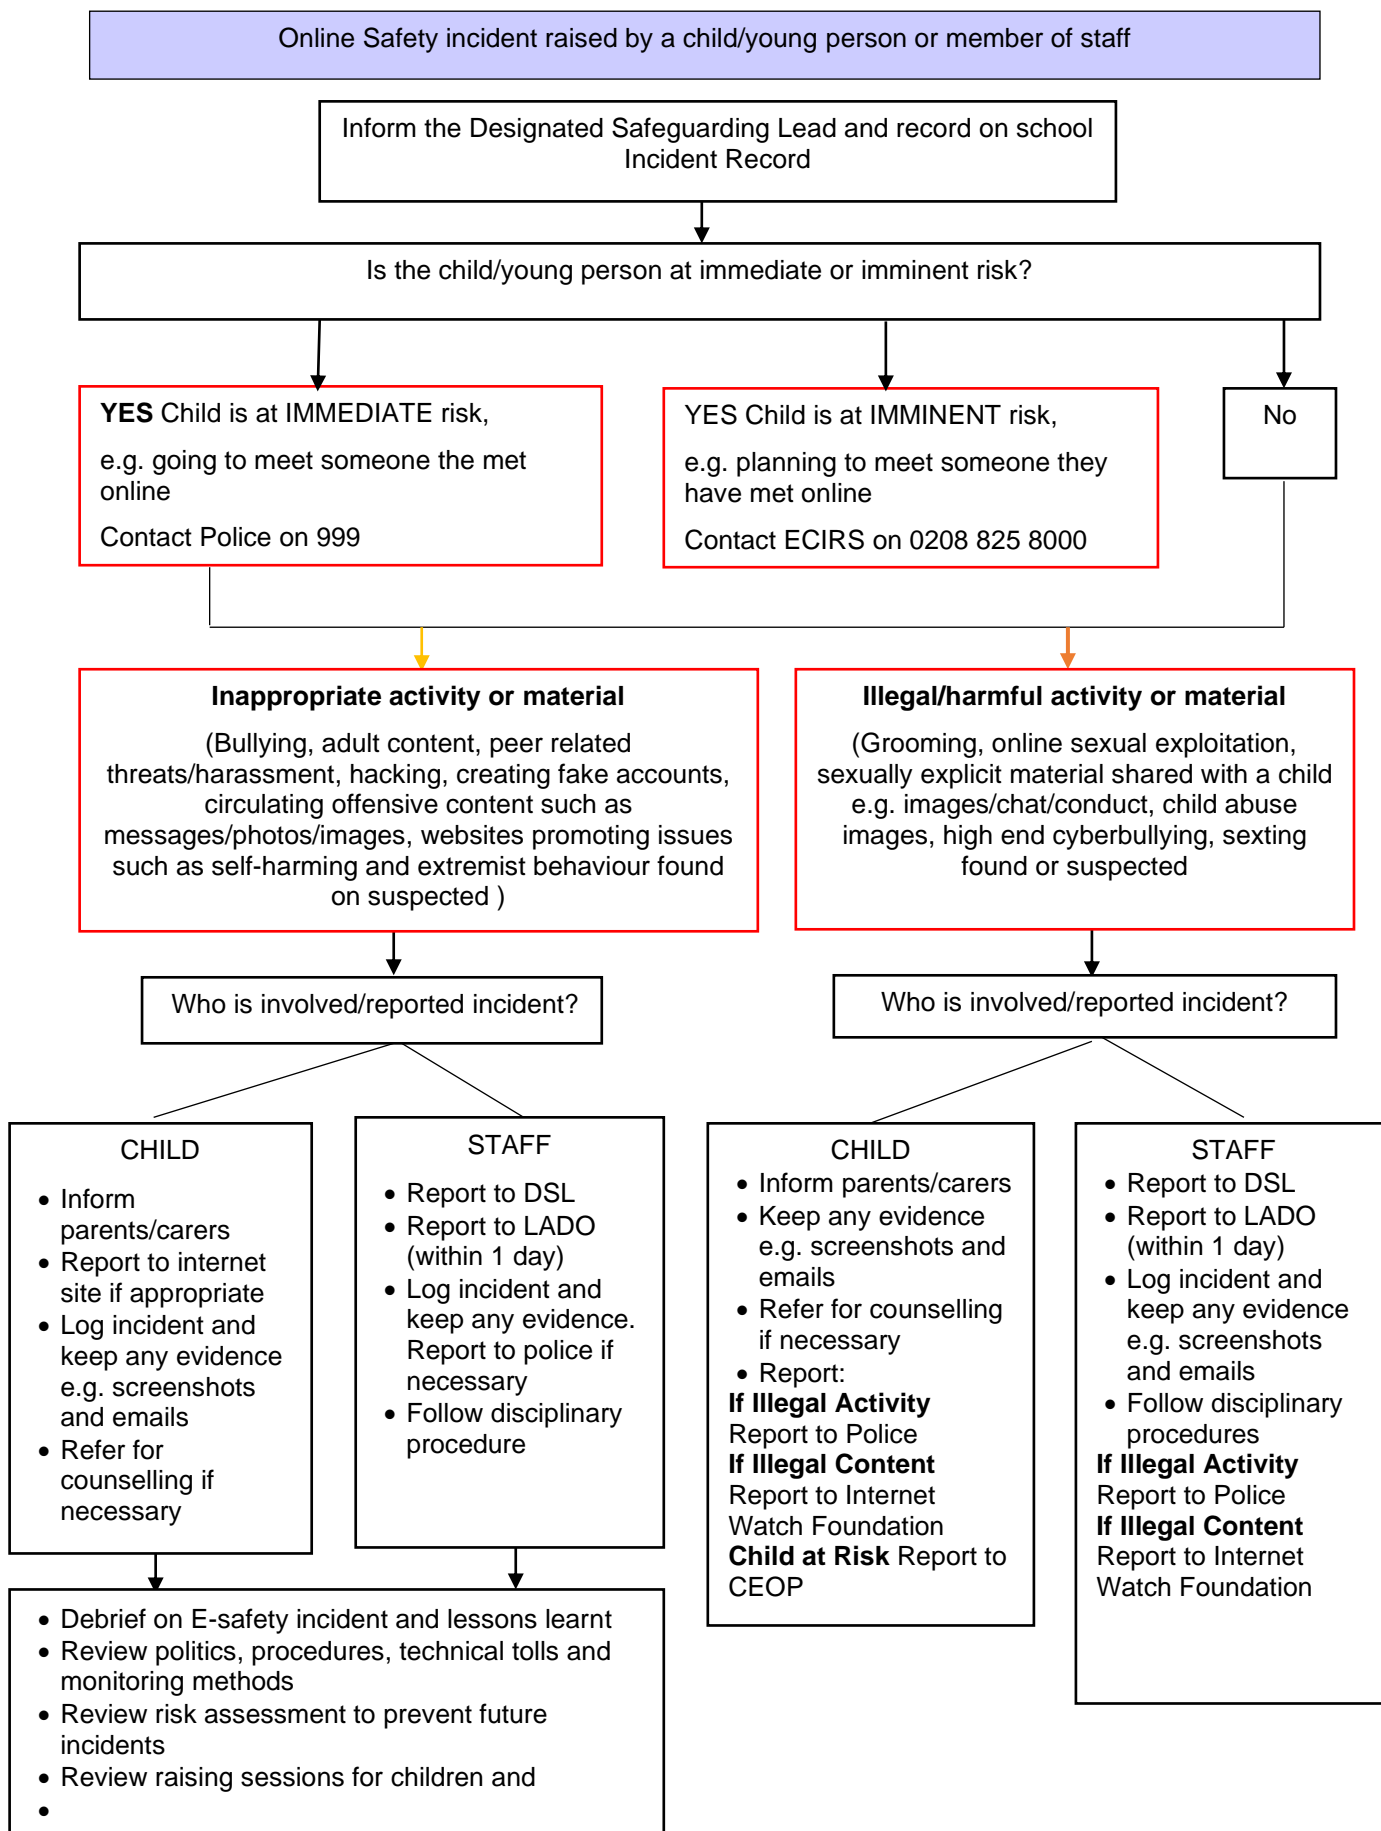 Online Safety incident raised by a child/young person or member of staff
Inform the Designated Safeguarding Lead and record on school
Incident Record
Is the child/young person at immediate or imminent risk?
YES Child is at IMMEDIATE risk,
e.g. going to meet someone the met
online
Contact Police on 999
YES Child is at IMMINENT risk,
e.g. planning to meet someone they
have met online
Contact ECIRS on 0208 825 8000
No
Inappropriate activity or material
(Bullying, adult content, peer related
threats/harassment, hacking, creating fake accounts,
circulating offensive content such as
messages/photos/images, websites promoting issues
such as self-harming and extremist behaviour found
on suspected )
Illegal/harmful activity or material
(Grooming, online sexual exploitation,
sexually explicit material shared with a child
e.g. images/chat/conduct, child abuse
images, high end cyberbullying, sexting
found or suspected
Who is involved/reported incident?
Who is involved/reported incident?
CHILD
• Inform
parents/carers
• Report to internet
site if appropriate
• Log incident and
keep any evidence
e.g. screenshots
and emails
• Refer for
counselling if
necessary
STAFF
• Report to DSL
• Report to LADO
(within 1 day)
• Log incident and
keep any evidence.
Report to police if
necessary
• Follow disciplinary
procedure
CHILD
• Inform parents/carers
• Keep any evidence
e.g. screenshots and
emails
• Refer for counselling
if necessary
• Report:
If Illegal Activity
Report to Police
If Illegal Content
Report to Internet
Watch Foundation
Child at Risk Report to
CEOP
STAFF
• Report to DSL
• Report to LADO
(within 1 day)
• Log incident and
keep any evidence
e.g. screenshots
and emails
• Follow disciplinary
procedures
If Illegal Activity
Report to Police
If Illegal Content
Report to Internet
Watch Foundation
• Debrief on E-safety incident and lessons learnt
• Review politics, procedures, technical tolls and
monitoring methods
• Review risk assessment to prevent future
incidents
• Review raising sessions for children and
•